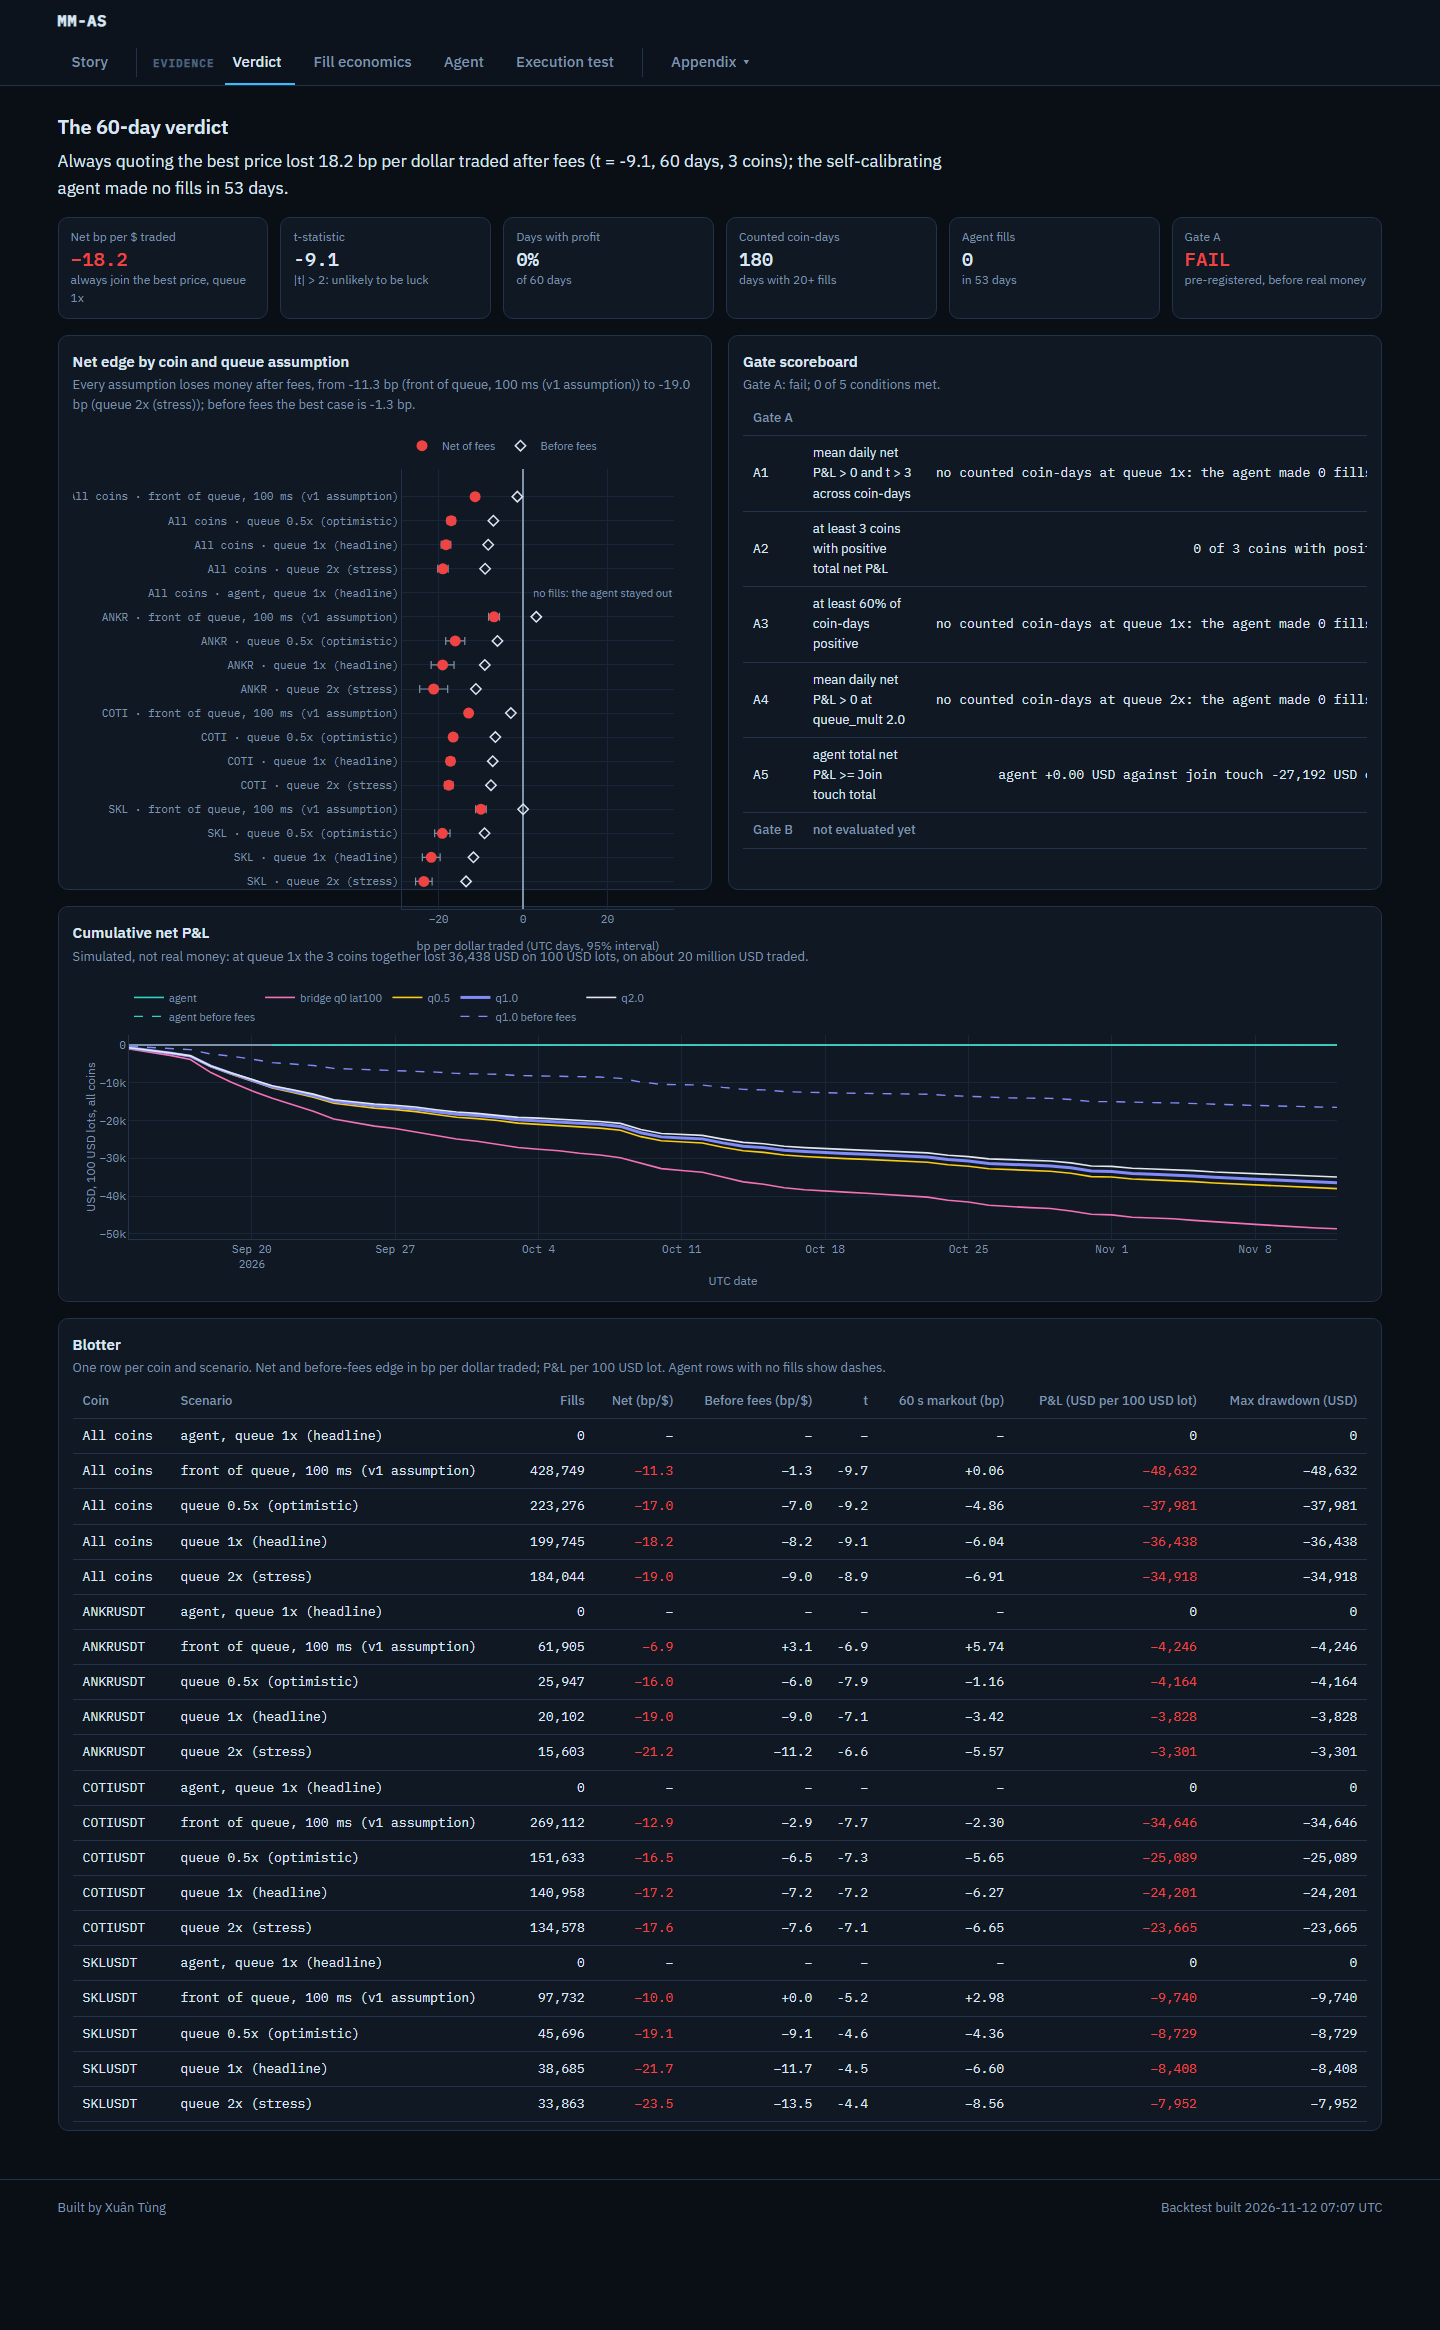 MM-AS
Story
EVIDENCE
Verdict
Fill economics
Agent
Execution test
Appendix ▾
The 60-day verdict
Always quoting the best price lost 18.2 bp per dollar traded after fees (t = -9.1, 60 days, 3 coins); the self-calibrating
agent made no fills in 53 days.
Net bp per $ traded
−18.2
always join the best price, queue
1x
t-statistic
-9.1
|t| > 2: unlikely to be luck
Days with profit
0%
of 60 days
Counted coin-days
180
days with 20+ fills
Agent fills
0
in 53 days
Gate A
FAIL
pre-registered, before real money
Net edge by coin and queue assumption
Every assumption loses money after fees, from -11.3 bp (front of queue, 100 ms (v1 assumption)) to -19.0
bp (queue 2x (stress)); before fees the best case is -1.3 bp.
Net of fees
Before fees
All coins · front of queue, 100 ms (v1 assumption)
All coins · queue 0.5x (optimistic)
All coins · queue 1x (headline)
All coins · queue 2x (stress)
All coins · agent, queue 1x (headline)
no fills: the agent stayed out
ANKR · front of queue, 100 ms (v1 assumption)
ANKR · queue 0.5x (optimistic)
ANKR · queue 1x (headline)
ANKR · queue 2x (stress)
COTI · front of queue, 100 ms (v1 assumption)
COTI · queue 0.5x (optimistic)
COTI · queue 1x (headline)
COTI · queue 2x (stress)
SKL · front of queue, 100 ms (v1 assumption)
SKL · queue 0.5x (optimistic)
SKL · queue 1x (headline)
SKL · queue 2x (stress)
−20 0 20
bp per dollar traded (UTC days, 95% interval)
Gate scoreboard
Gate A: fail; 0 of 5 conditions met.
Gate A
A1
mean daily net
P&L > 0 and t > 3
across coin-days
no counted coin-days at queue 1x: the agent made 0 fills
A2
at least 3 coins
with positive
total net P&L
0 of 3 coins with posit
A3
at least 60% of
coin-days
positive
no counted coin-days at queue 1x: the agent made 0 fills
A4
mean daily net
P&L > 0 at
queue_mult 2.0
no counted coin-days at queue 2x: the agent made 0 fills
A5
agent total net
P&L >= Join
touch total
agent +0.00 USD against join touch -27,192 USD
Gate B not evaluated yet
Cumulative net P&L
Simulated, not real money: at queue 1x the 3 coins together lost 36,438 USD on 100 USD lots, on about 20 million USD traded.
agent
bridge q0 lat100
q0.5
q1.0
q2.0
agent before fees
q1.0 before fees
USD, 100 USD lots, all coins
0
−10k
−20k
−30k
−40k
−50k
Sep 20 Sep 27 Oct 4 Oct 11 Oct 18 Oct 25 Nov 1 Nov 8
2026
UTC date
Blotter
One row per coin and scenario. Net and before-fees edge in bp per dollar traded; P&L per 100 USD lot. Agent rows with no fills show dashes.
Coin Scenario Fills Net (bp/$) Before fees (bp/$) t 60 s markout (bp) P&L (USD per 100 USD lot) Max drawdown (USD)
All coins agent, queue 1x (headline) 0 – – – – 0 0
All coins front of queue, 100 ms (v1 assumption) 428,749 −11.3 −1.3 -9.7 +0.06 −48,632 −48,632
All coins queue 0.5x (optimistic) 223,276 −17.0 −7.0 -9.2 −4.86 −37,981 −37,981
All coins queue 1x (headline) 199,745 −18.2 −8.2 -9.1 −6.04 −36,438 −36,438
All coins queue 2x (stress) 184,044 −19.0 −9.0 -8.9 −6.91 −34,918 −34,918
ANKRUSDT agent, queue 1x (headline) 0 – – – – 0 0
ANKRUSDT front of queue, 100 ms (v1 assumption) 61,905 −6.9 +3.1 -6.9 +5.74 −4,246 −4,246
ANKRUSDT queue 0.5x (optimistic) 25,947 −16.0 −6.0 -7.9 −1.16 −4,164 −4,164
ANKRUSDT queue 1x (headline) 20,102 −19.0 −9.0 -7.1 −3.42 −3,828 −3,828
ANKRUSDT queue 2x (stress) 15,603 −21.2 −11.2 -6.6 −5.57 −3,301 −3,301
COTIUSDT agent, queue 1x (headline) 0 – – – – 0 0
COTIUSDT front of queue, 100 ms (v1 assumption) 269,112 −12.9 −2.9 -7.7 −2.30 −34,646 −34,646
COTIUSDT queue 0.5x (optimistic) 151,633 −16.5 −6.5 -7.3 −5.65 −25,089 −25,089
COTIUSDT queue 1x (headline) 140,958 −17.2 −7.2 -7.2 −6.27 −24,201 −24,201
COTIUSDT queue 2x (stress) 134,578 −17.6 −7.6 -7.1 −6.65 −23,665 −23,665
SKLUSDT agent, queue 1x (headline) 0 – – – – 0 0
SKLUSDT front of queue, 100 ms (v1 assumption) 97,732 −10.0 +0.0 -5.2 +2.98 −9,740 −9,740
SKLUSDT queue 0.5x (optimistic) 45,696 −19.1 −9.1 -4.6 −4.36 −8,729 −8,729
SKLUSDT queue 1x (headline) 38,685 −21.7 −11.7 -4.5 −6.60 −8,408 −8,408
SKLUSDT queue 2x (stress) 33,863 −23.5 −13.5 -4.4 −8.56 −7,952 −7,952
Built by Xuân Tùng
Backtest built 2026-11-12 07:07 UTC